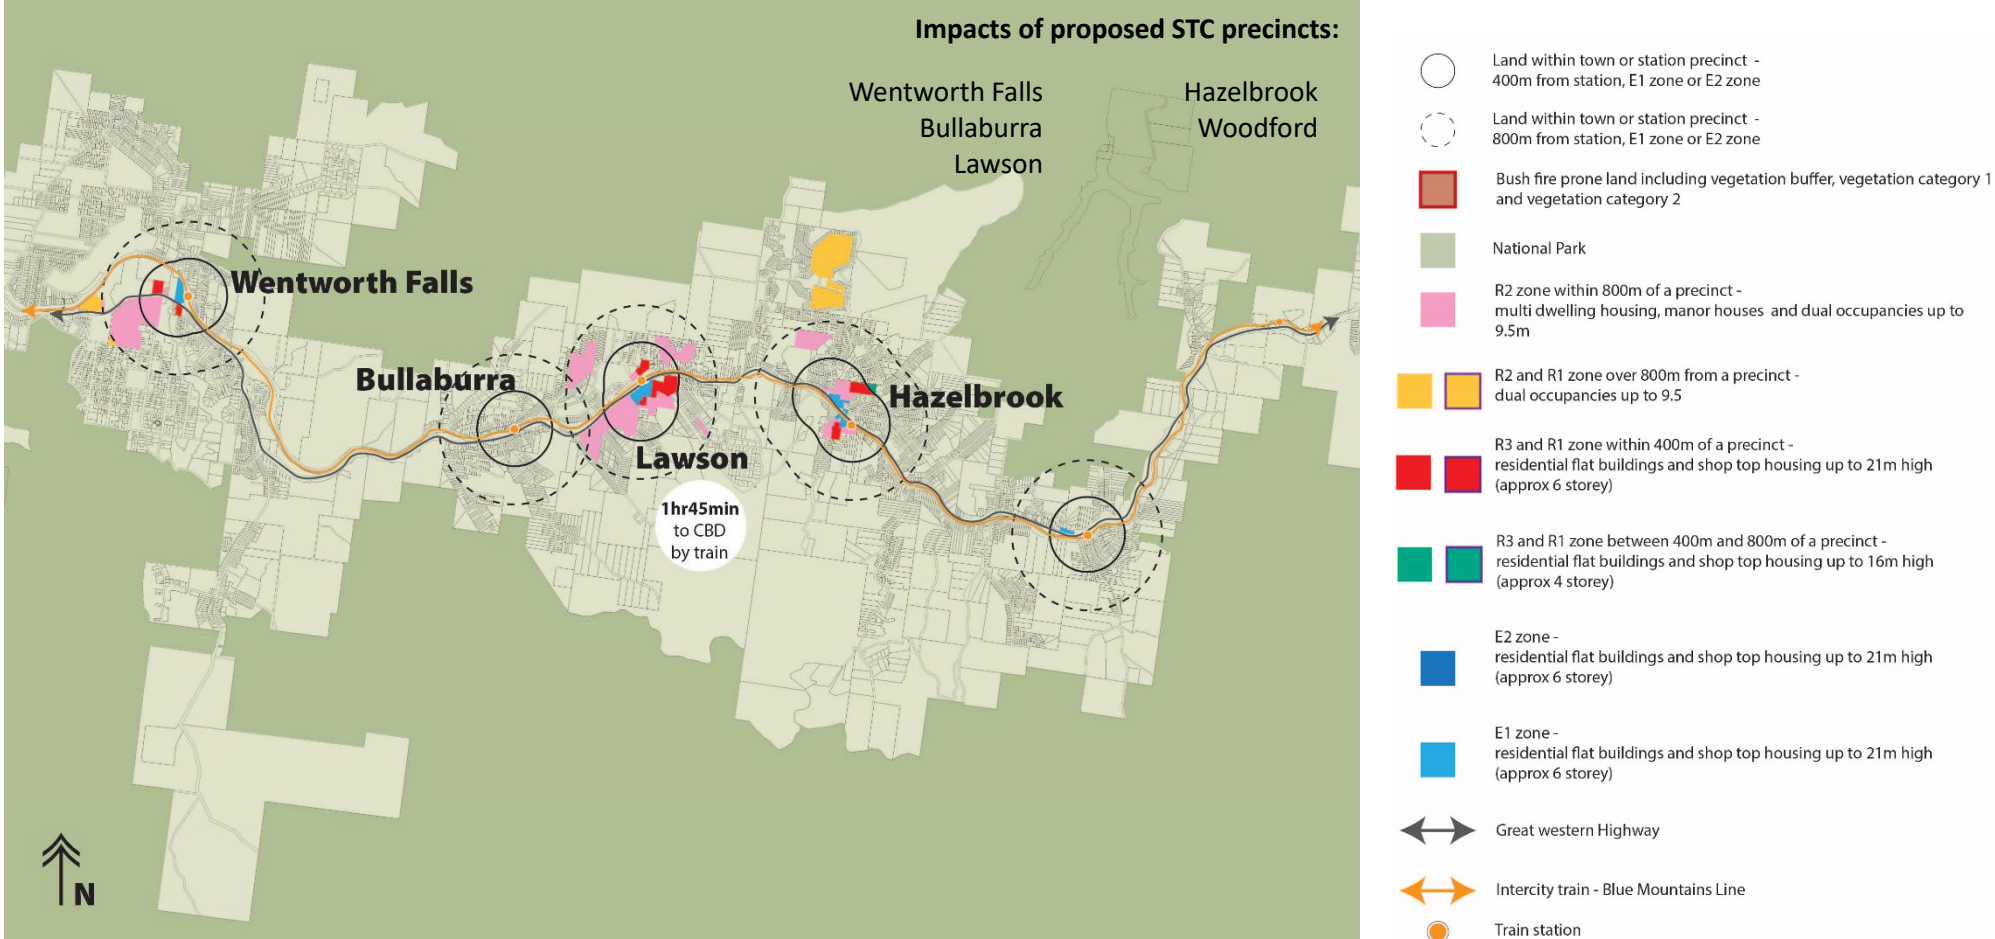 Impacts of proposed STC precincts:
Wentworth Falls
Bullaburra
Lawson
Hazelbrook
Woodford
Wentworth Falls
Bullaburra
Lawson
Hazelbrook
1hr45min
to CBD
by train
N
Land within town or station precinct -
400m from station, E1 zone or E2 zone
Land within town or station precinct -
800m from station, E1 zone or E2 zone
Bush fire prone land including vegetation buffer, vegetation category 1
and vegetation category 2
National Park
R2 zone within 800m of a precinct -
multi dwelling housing, manor houses and dual occupancies up to
9.5m
R2 and R1 zone over 800m from a precinct -
dual occupancies up to 9.5
R3 and R1 zone within 400m of a precinct -
residential flat buildings and shop top housing up to 21m high
(approx 6 storey)
R3 and R1 zone between 400m and 800m of a precinct -
residential flat buildings and shop top housing up to 16m high
(approx 4 storey)
E2 zone -
residential flat buildings and shop top housing up to 21m high
(approx 6 storey)
E1 zone -
residential flat buildings and shop top housing up to 21m high
(approx 6 storey)
Great western Highway
Intercity train - Blue Mountains Line
Train station